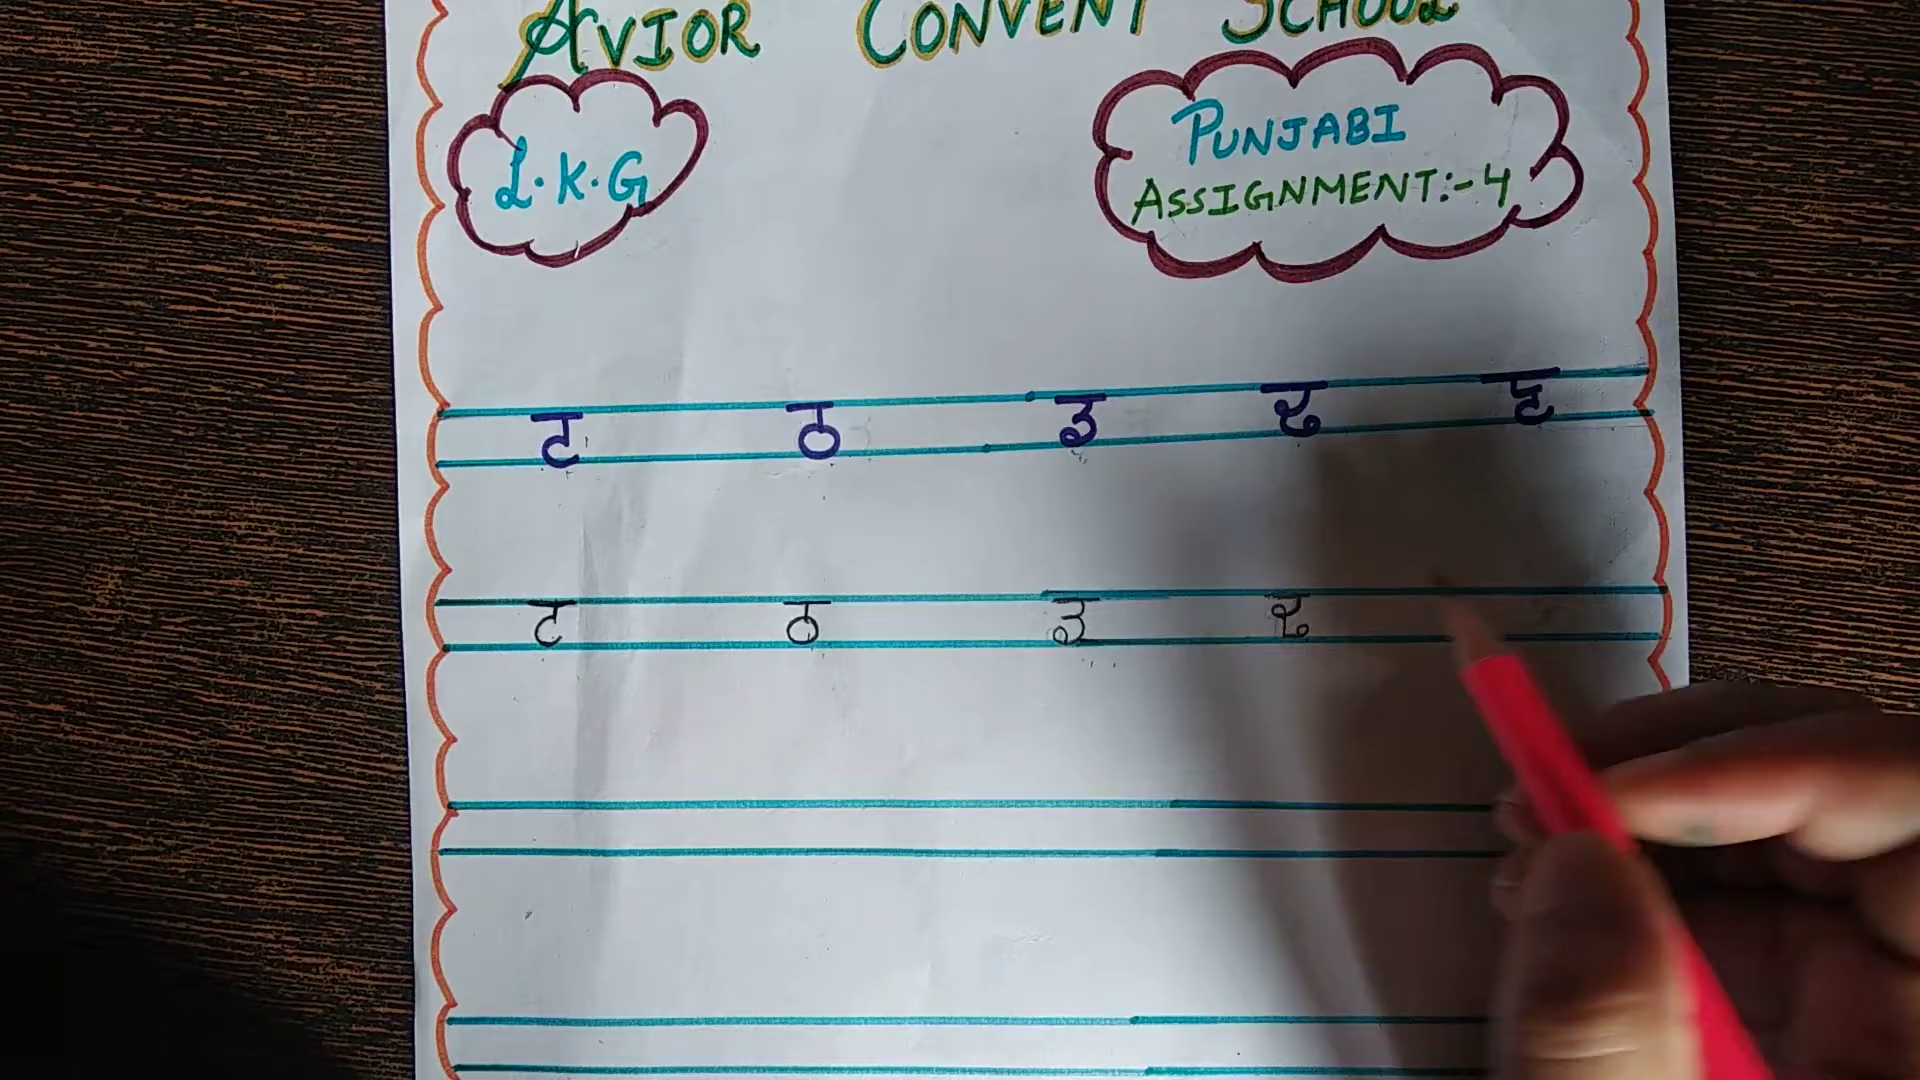 AVIOR CONVENT SCHOOL
L.K.G
PUNJABI
ASSIGNMENT:-4
ਟ ਠ ਡ ਢ ਣ
ਟ ਠ ਡ ਢ